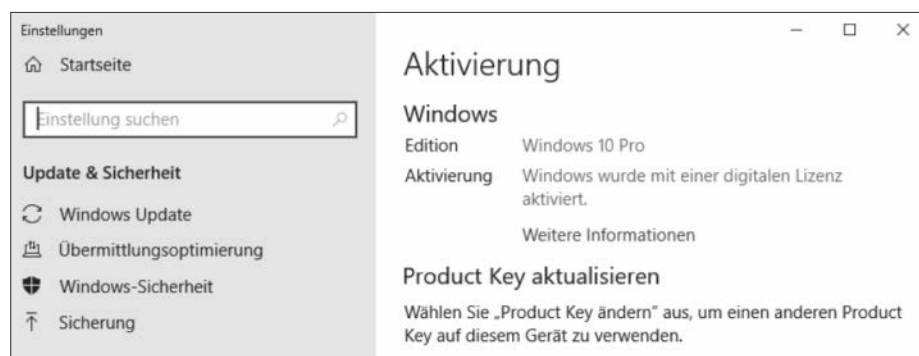 Einstellungen
Startseite
Einstellung suchen
Update & Sicherheit
Windows Update
Übermittlungsoptimierung
Windows-Sicherheit
Sicherung
Aktivierung
Windows
Edition Windows 10 Pro
Aktivierung Windows wurde mit einer digitalen Lizenz
aktiviert.
Weitere Informationen
Product Key aktualisieren
Wählen Sie „Product Key ändern“ aus, um einen anderen Product
Key auf diesem Gerät zu verwenden.